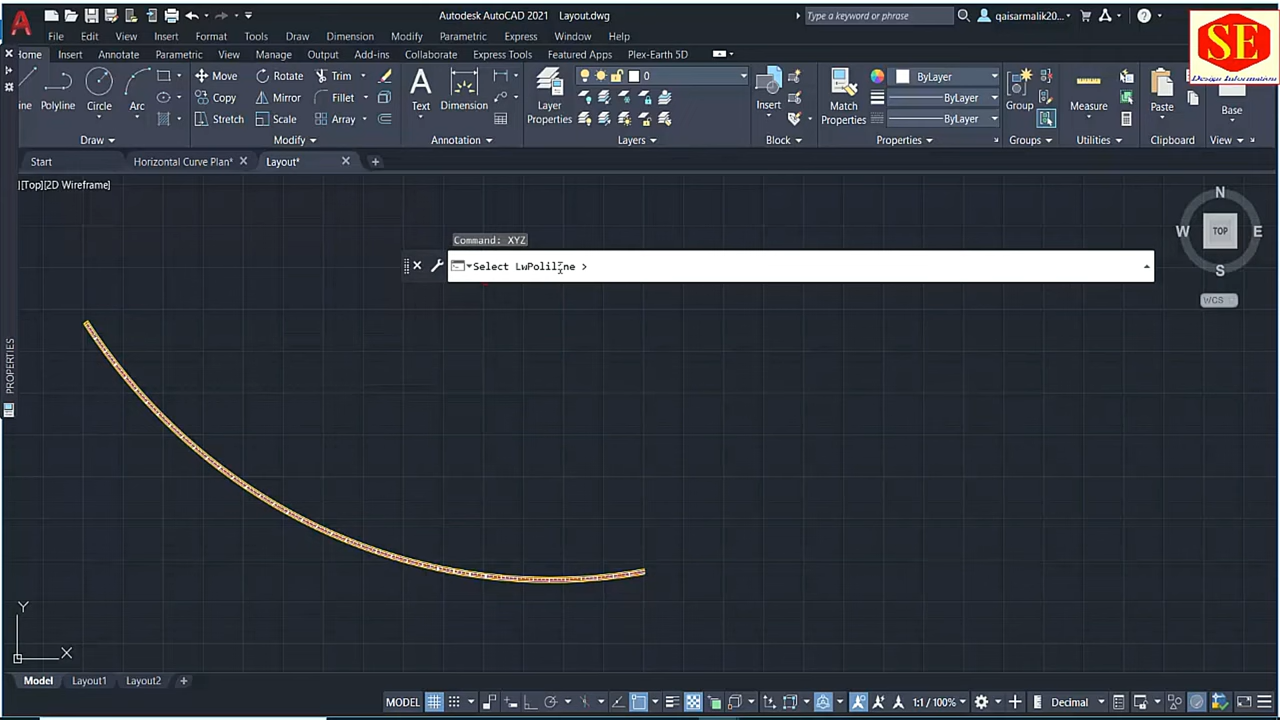 Autodesk AutoCAD 2021 Layout.dwg
Type a keyword or phrase
qaisarmalik20...
SE
Design Information
File Edit View Insert Format Tools Draw Dimension Modify Parametric Express Window Help
Home Insert Annotate Parametric View Manage Output Add-ins Collaborate Express Tools Featured Apps Plex-Earth 5D
Move Rotate Trim
Copy Mirror Fillet
Stretch Scale Array
ine Polyline Circle Arc
Text Dimension
Layer
Properties
0
Insert
Match
Properties
ByLayer
ByLayer
ByLayer
Group
Measure
Paste
Base
Draw Modify Annotation Layers Block Properties Groups Utilities Clipboard View
Start Horizontal Curve Plan* Layout*
][Top][2D Wireframe]
N
W TOP E
S
WCS
Command: XYZ
Select LwPoliline >
PROPERTIES
Y
X
Model Layout1 Layout2
MODEL 1:1 / 100% Decimal